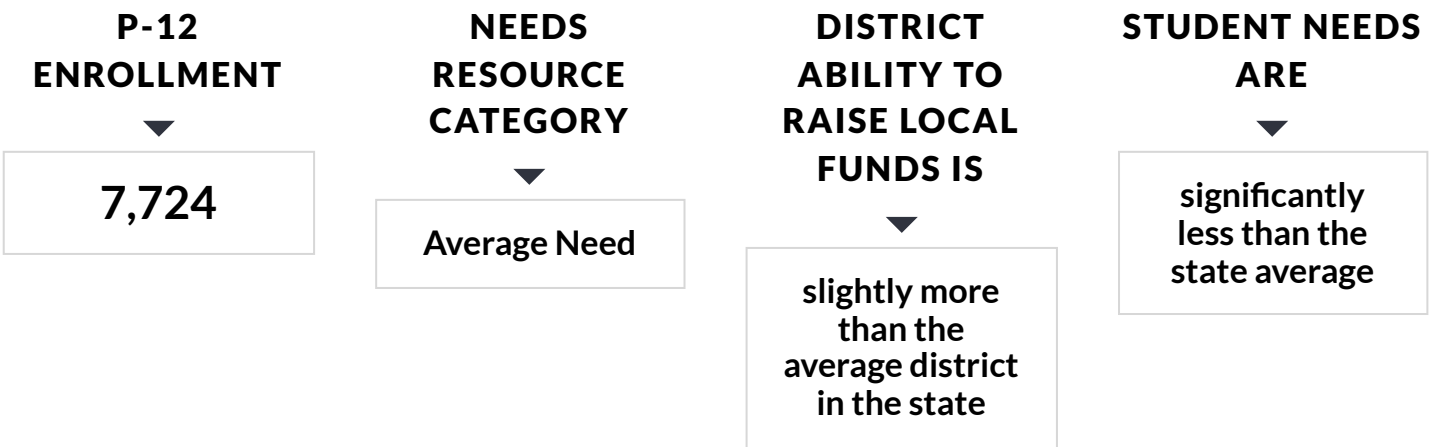 P-12
ENROLLMENT
7,724
NEEDS
RESOURCE
CATEGORY
Average Need
DISTRICT
ABILITY TO
RAISE LOCAL
FUNDS IS
slightly more
than the
average district
in the state
STUDENT NEEDS
ARE
significantly
less than the
state average